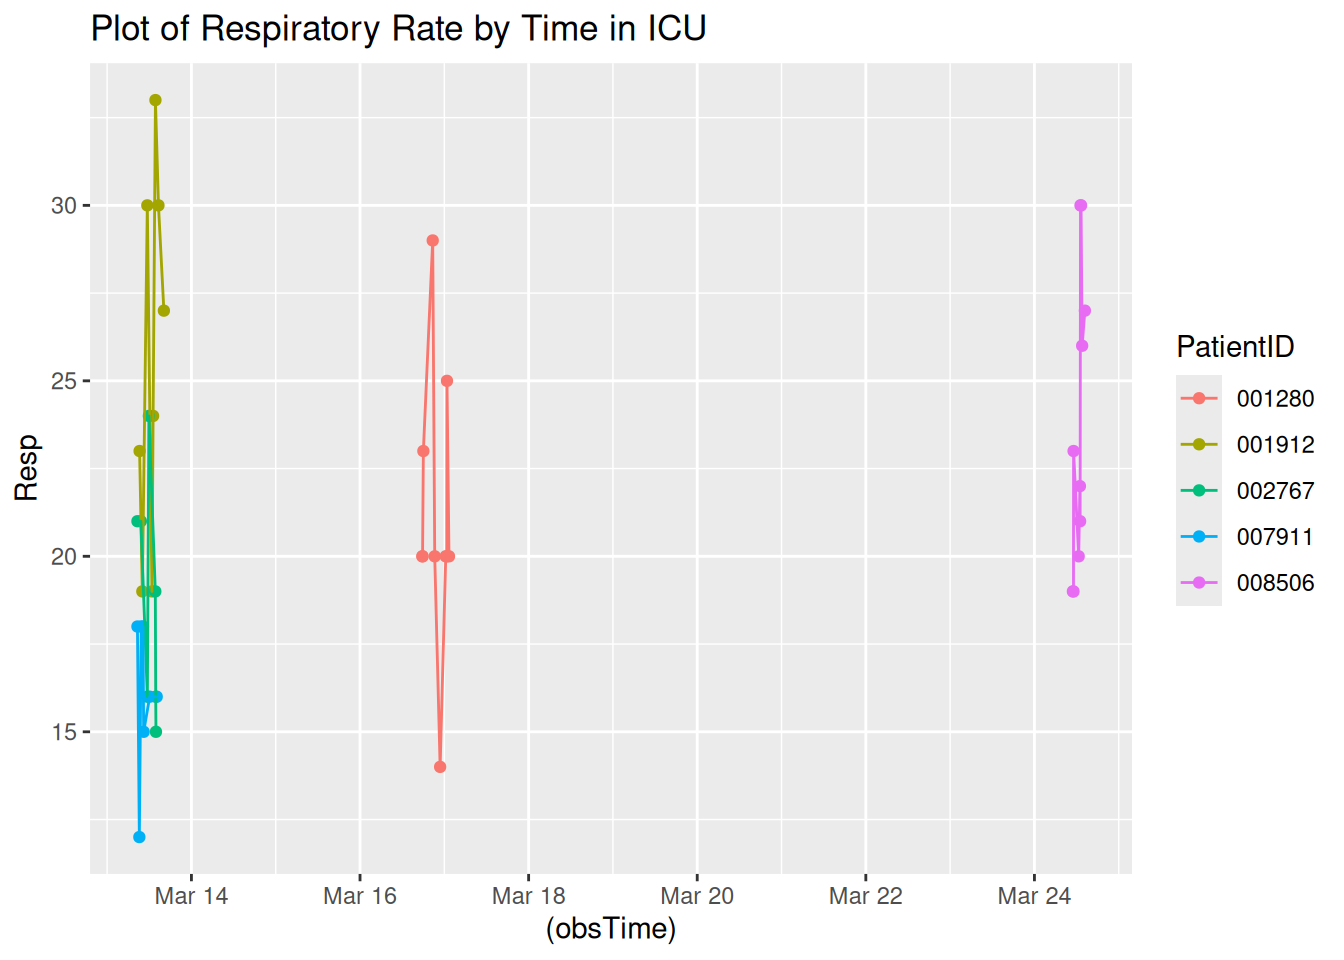 Plot of Respiratory Rate by Time in ICU
Resp
30
25
20
15
Mar 14
Mar 16
Mar 18
Mar 20
Mar 22
Mar 24
(obsTime)
PatientID
001280
001912
002767
007911
008506